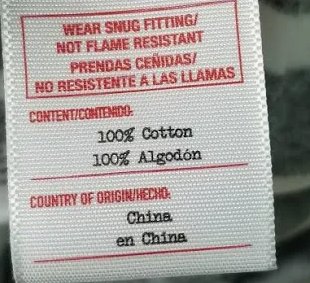 WEAR SNUG FITTING/
NOT FLAME RESISTANT
PRENDAS CEÑIDAS/
NO RESISTENTE A LAS LLAMAS
CONTENT/CONTENIDO:
100% Cotton
100% Algodón
COUNTRY OF ORIGIN/HECHO:
China
en China